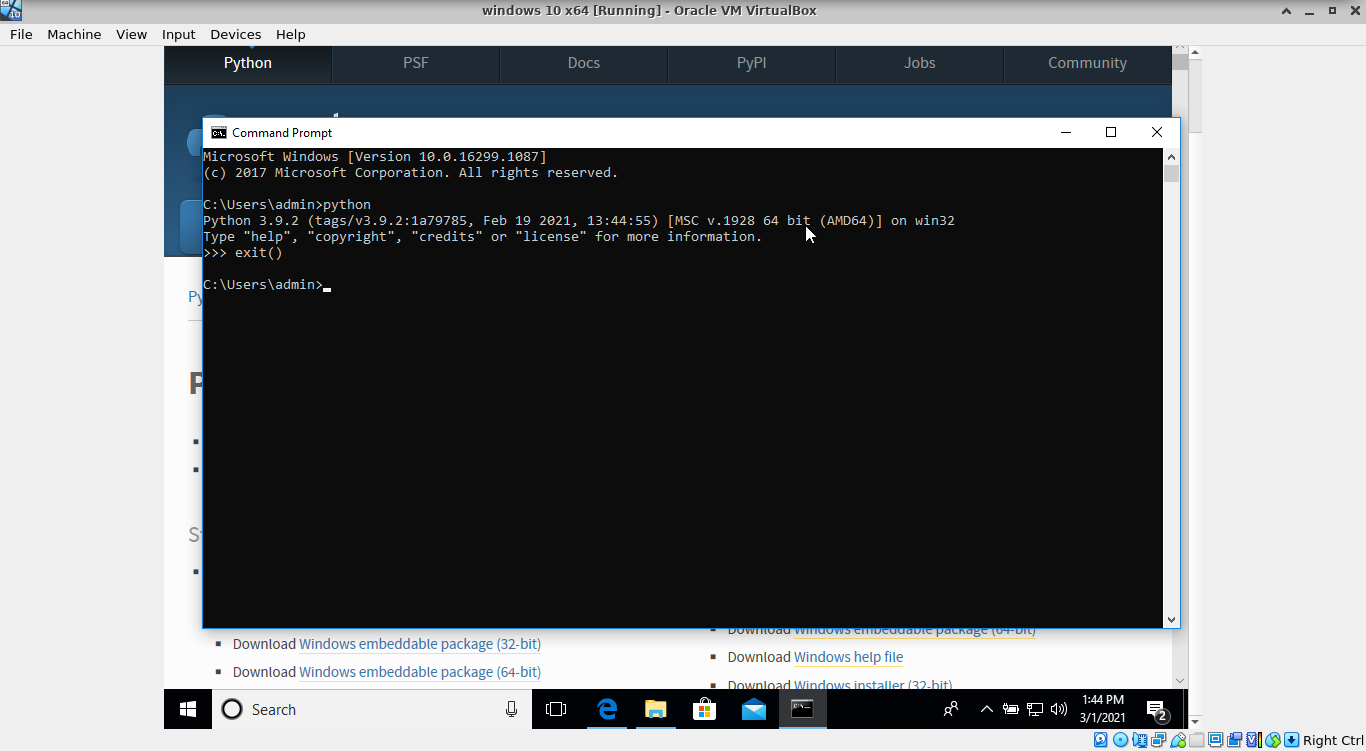 windows 10 x64 [Running] - Oracle VM VirtualBox
File Machine View Input Devices Help
Python PSF Docs PyPI Jobs Community
Command Prompt
Microsoft Windows [Version 10.0.16299.1087]
(c) 2017 Microsoft Corporation. All rights reserved.
C:\Users\admin>python
Python 3.9.2 (tags/v3.9.2:1a79785, Feb 19 2021, 13:44:55) [MSC v.1928 64 bit (AMD64)] on win32
Type "help", "copyright", "credits" or "license" for more information.
>>> exit()
C:\Users\admin>
Py
P
St
Download Windows embeddable package (32-bit)
Download Windows embeddable package (64-bit)
Download Windows embeddable package (64-bit)
Download Windows help file
Download Windows installer (32-bit)
Search
1:44 PM
3/1/2021
2
Right Ctrl